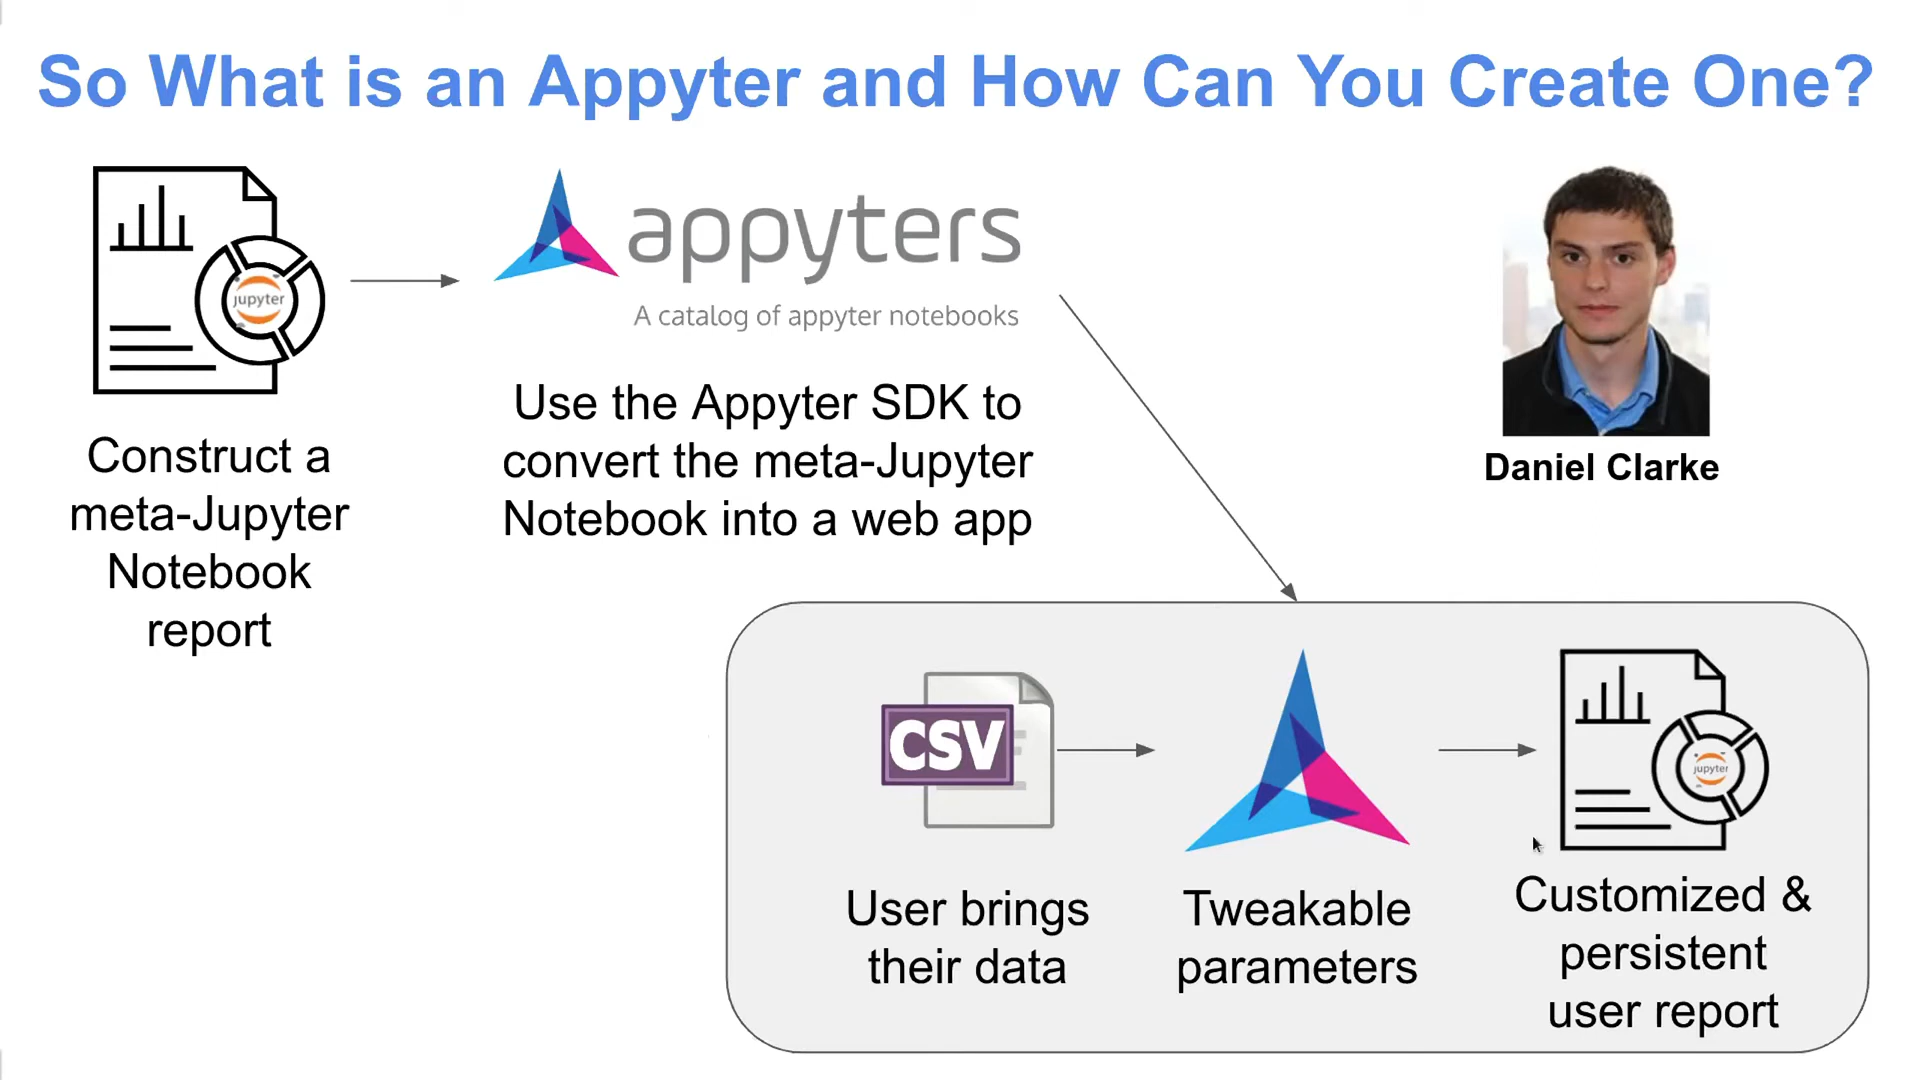 So What is an Appyter and How Can You Create One?
jupyter
appyters
A catalog of appyter notebooks
Construct a
meta-Jupyter
Notebook
report
Use the Appyter SDK to
convert the meta-Jupyter
Notebook into a web app
Daniel Clarke
CSV
jupyter
User brings
their data
Tweakable
parameters
Customized &
persistent
user report